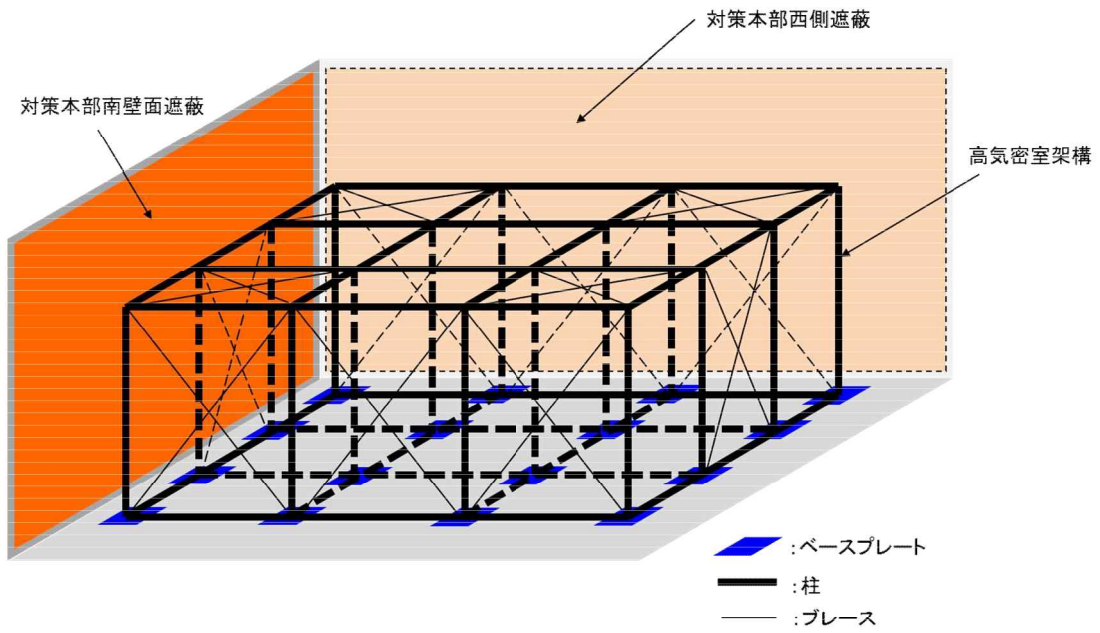 対策本部西側遮蔽
対策本部南壁面遮蔽
高気密室架構
:ベースプレート
:柱
:ブレース